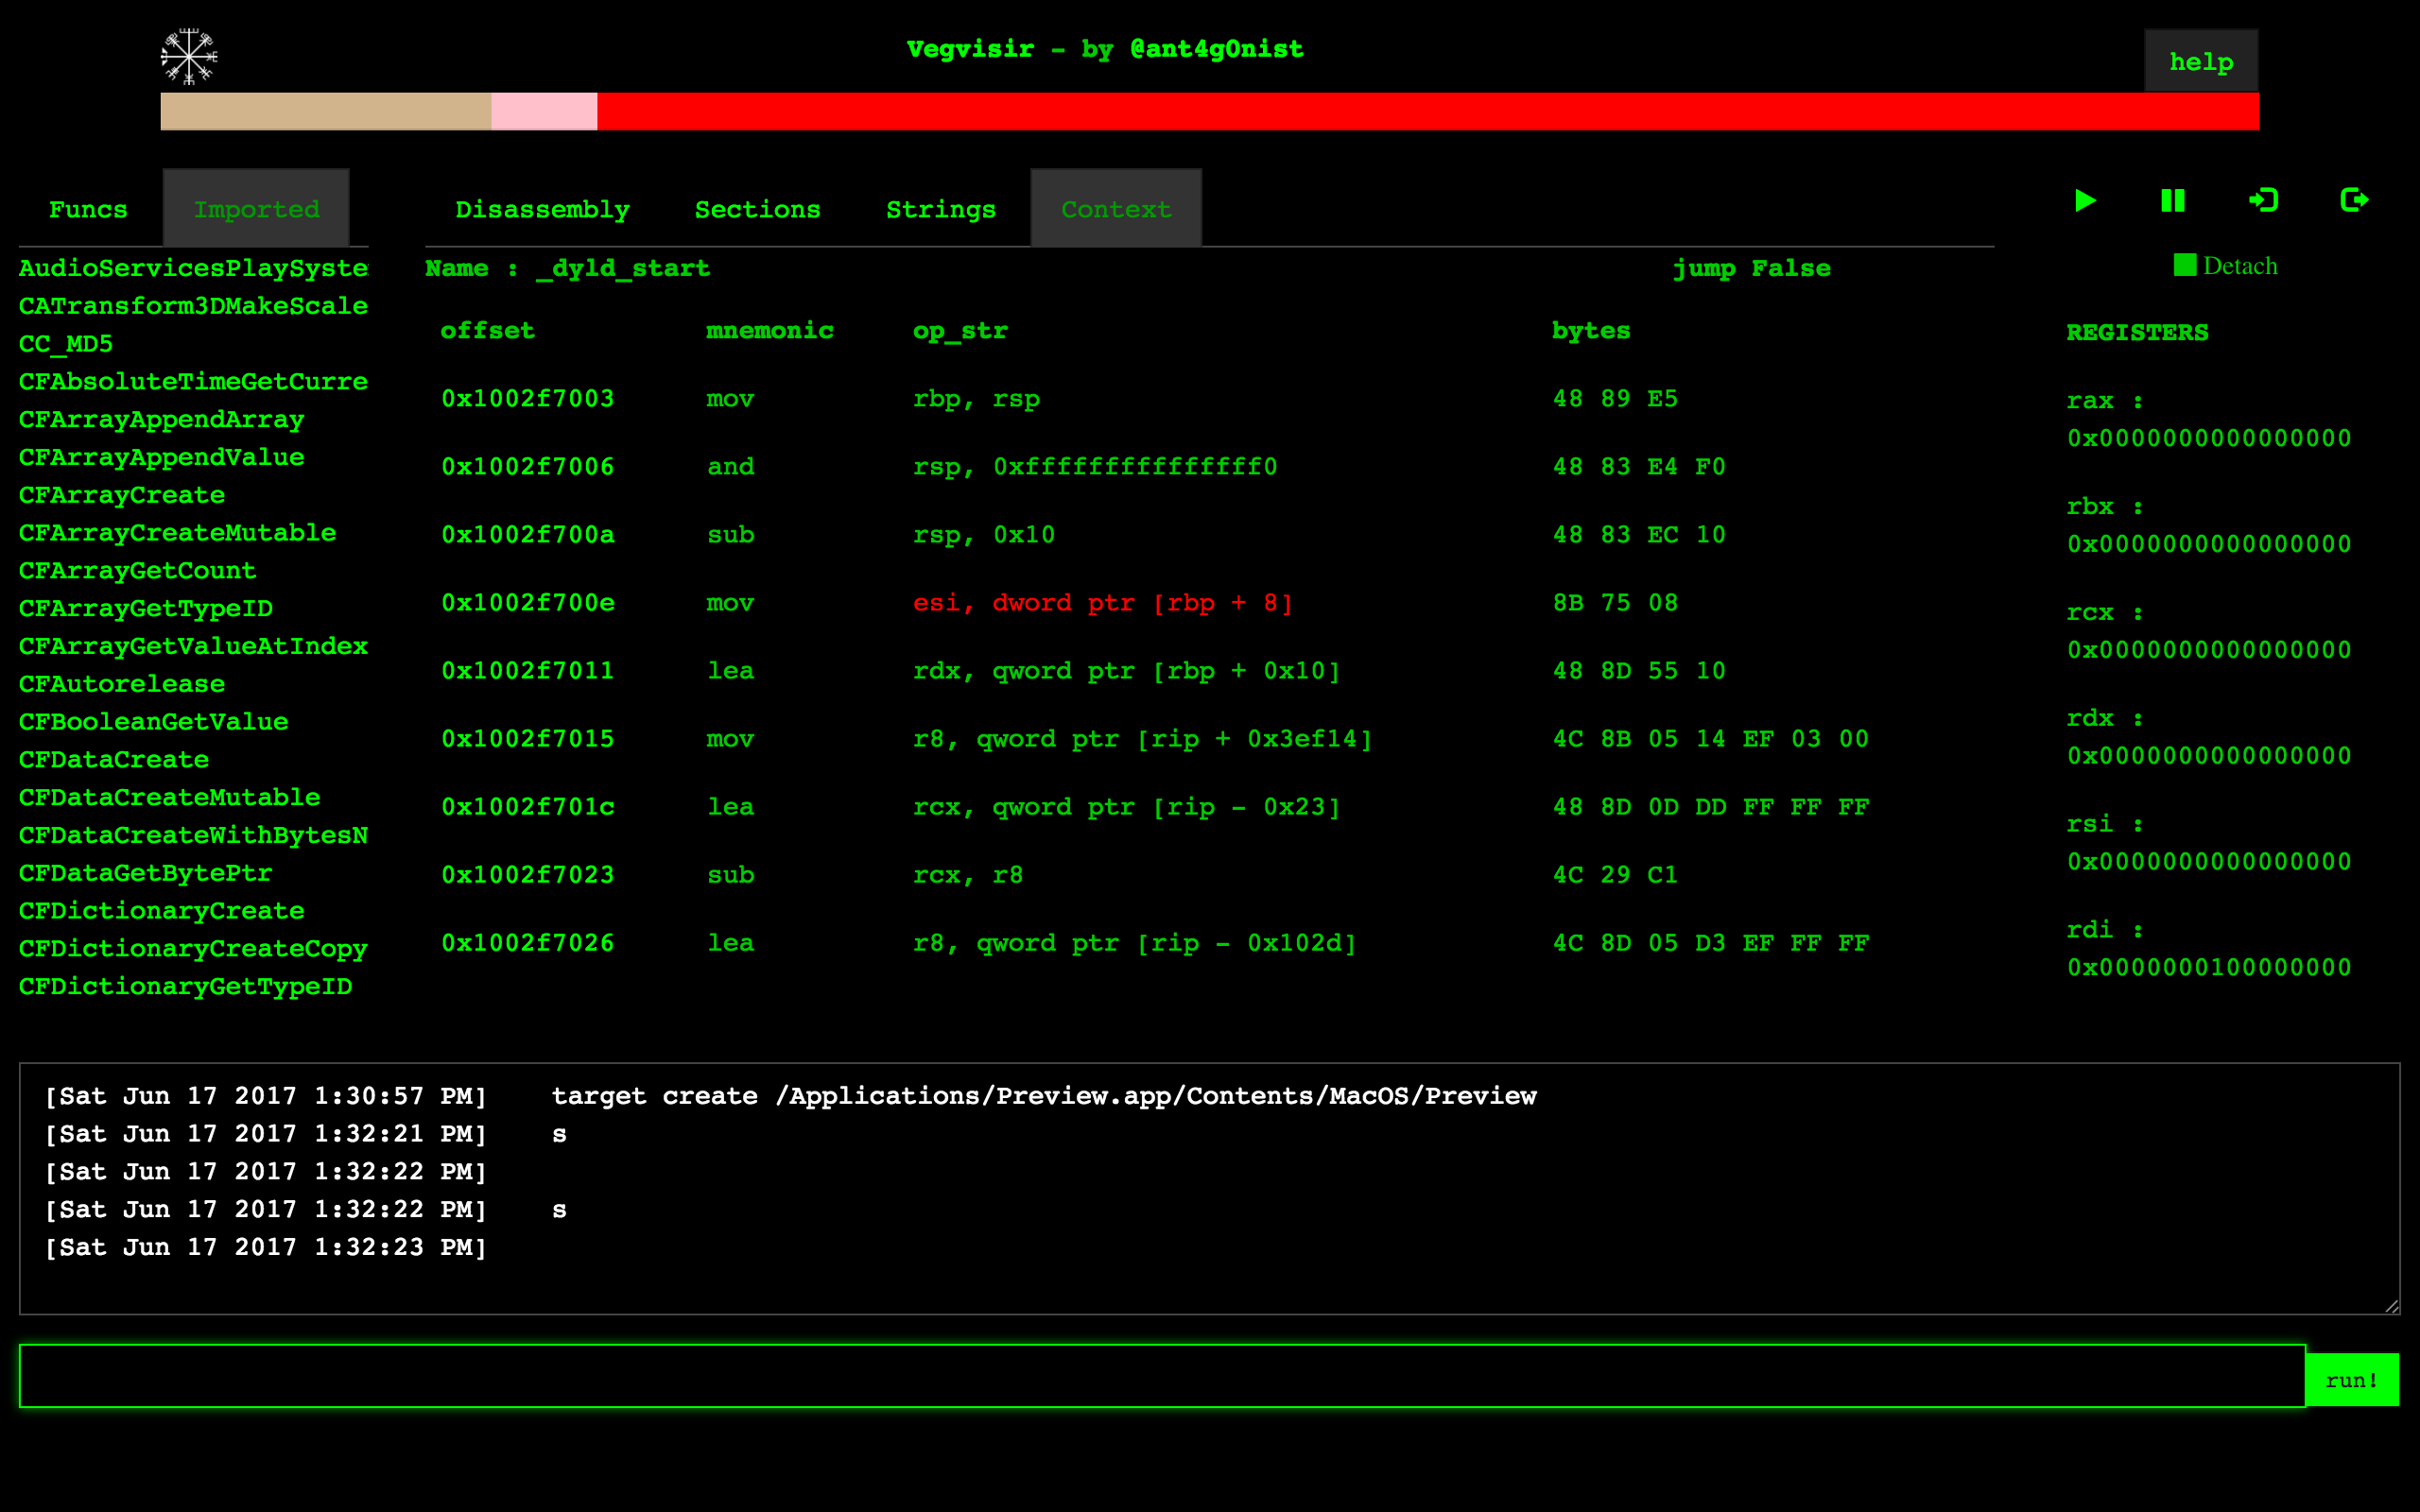 Vegvisir - by @ant4g0nist
help
Funcs Imported
AudioServicesPlaySyste
CATransform3DMakeScale
CC_MD5
CFAbsoluteTimeGetCurre
CFArrayAppendArray
CFArrayAppendValue
CFArrayCreate
CFArrayCreateMutable
CFArrayGetCount
CFArrayGetTypeID
CFArrayGetValueAtIndex
CFAutorelease
CFBooleanGetValue
CFDataCreate
CFDataCreateMutable
CFDataCreateWithBytesN
CFDataGetBytePtr
CFDictionaryCreate
CFDictionaryCreateCopy
CFDictionaryGetTypeID
Disassembly Sections Strings Context
Name : _dyld_start jump False
offset mnemonic op_str bytes
0x1002f7003 mov rbp, rsp 48 89 E5
0x1002f7006 and rsp, 0xfffffffffffffff0 48 83 E4 F0
0x1002f700a sub rsp, 0x10 48 83 EC 10
0x1002f700e mov esi, dword ptr [rbp + 8] 8B 75 08
0x1002f7011 lea rdx, qword ptr [rbp + 0x10] 48 8D 55 10
0x1002f7015 mov r8, qword ptr [rip + 0x3ef14] 4C 8B 05 14 EF 03 00
0x1002f701c lea rcx, qword ptr [rip - 0x23] 48 8D 0D DD FF FF FF
0x1002f7023 sub rcx, r8 4C 29 C1
0x1002f7026 lea r8, qword ptr [rip - 0x102d] 4C 8D 05 D3 EF FF FF
Detach
REGISTERS
rax :
0x0000000000000000
rbx :
0x0000000000000000
rcx :
0x0000000000000000
rdx :
0x0000000000000000
rsi :
0x0000000000000000
rdi :
0x0000000100000000
[Sat Jun 17 2017 1:30:57 PM] target create /Applications/Preview.app/Contents/MacOS/Preview
[Sat Jun 17 2017 1:32:21 PM] s
[Sat Jun 17 2017 1:32:22 PM]
[Sat Jun 17 2017 1:32:22 PM] s
[Sat Jun 17 2017 1:32:23 PM]
run!